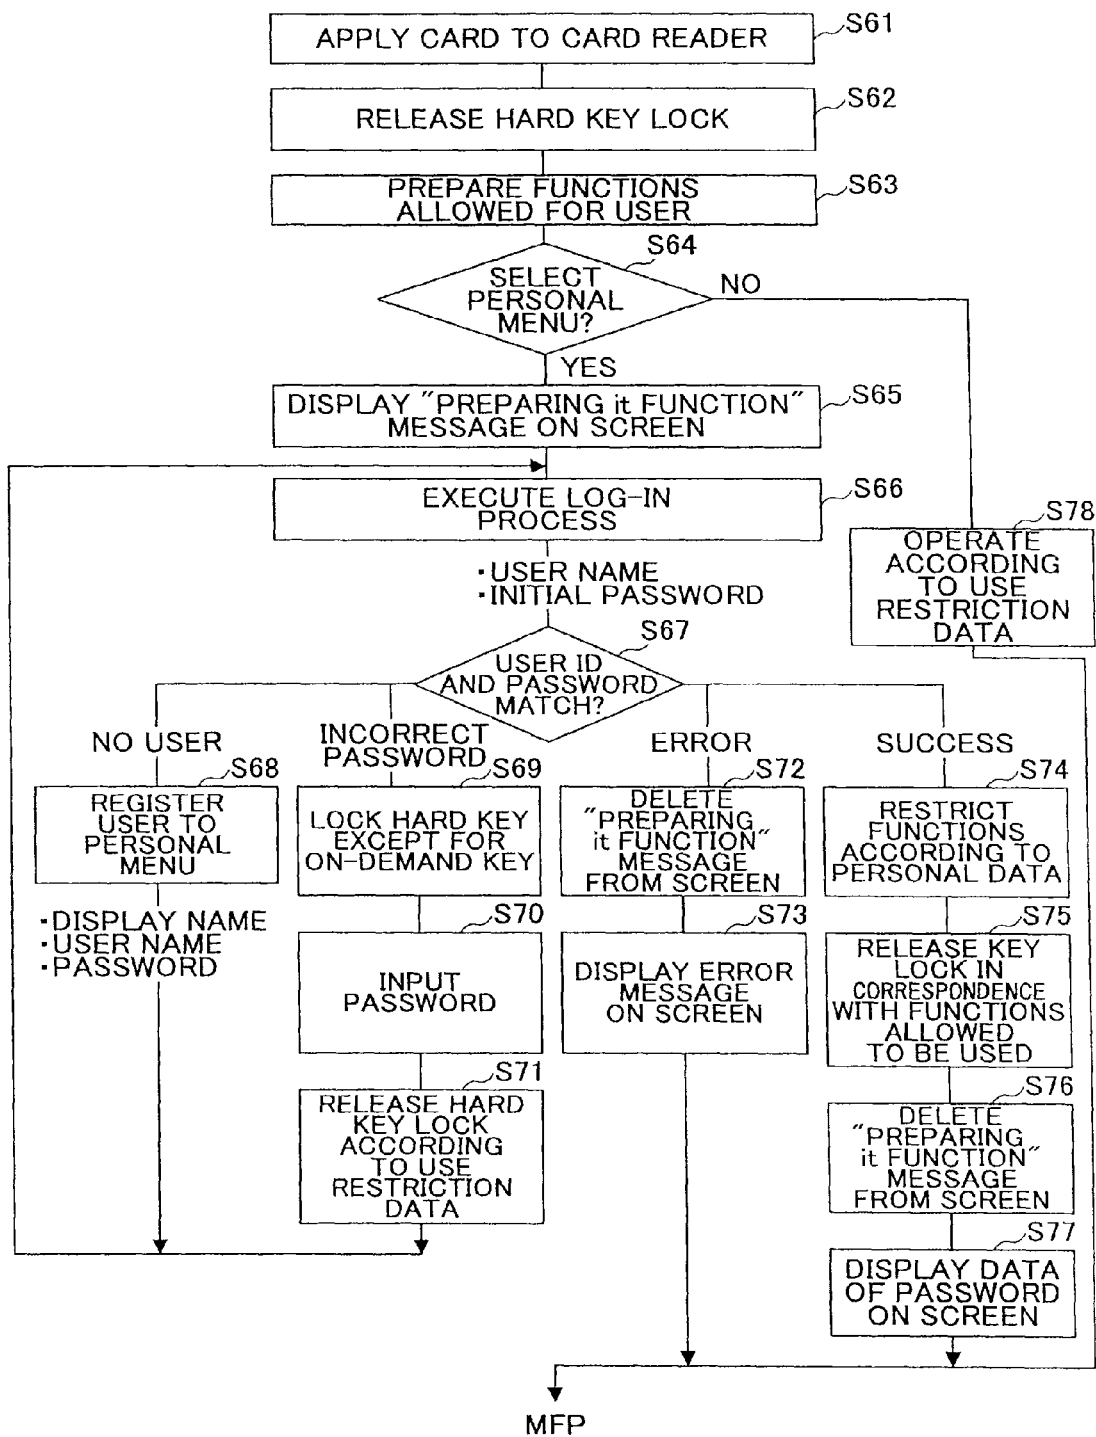 S61
APPLY CARD TO CARD READER
S62
RELEASE HARD KEY LOCK
S63
PREPARE FUNCTIONS
ALLOWED FOR USER
S64
SELECT
PERSONAL
MENU?
NO
YES
S65
DISPLAY "PREPARING it FUNCTION"
MESSAGE ON SCREEN
S66
EXECUTE LOG-IN
PROCESS
S78
OPERATE
ACCORDING
TO USE
RESTRICTION
DATA
・USER NAME
・INITIAL PASSWORD
S67
USER ID
AND PASSWORD
MATCH?
NO USER
INCORRECT
PASSWORD
ERROR
SUCCESS
S68
REGISTER
USER TO
PERSONAL
MENU
・DISPLAY NAME
・USER NAME
・PASSWORD
S69
LOCK HARD KEY
EXCEPT FOR
ON-DEMAND KEY
S70
INPUT
PASSWORD
S71
RELEASE HARD
KEY LOCK
ACCORDING
TO USE
RESTRICTION
DATA
S72
DELETE
"PREPARING
it FUNCTION"
MESSAGE
FROM SCREEN
S73
DISPLAY ERROR
MESSAGE
ON SCREEN
S74
RESTRICT
FUNCTIONS
ACCORDING TO
PERSONAL DATA
S75
RELEASE KEY
LOCK IN
CORRESPONDENCE
WITH FUNCTIONS
ALLOWED
TO BE USED
S76
DELETE
"PREPARING
it FUNCTION"
MESSAGE
FROM SCREEN
S77
DISPLAY DATA
OF PASSWORD
ON SCREEN
MFP